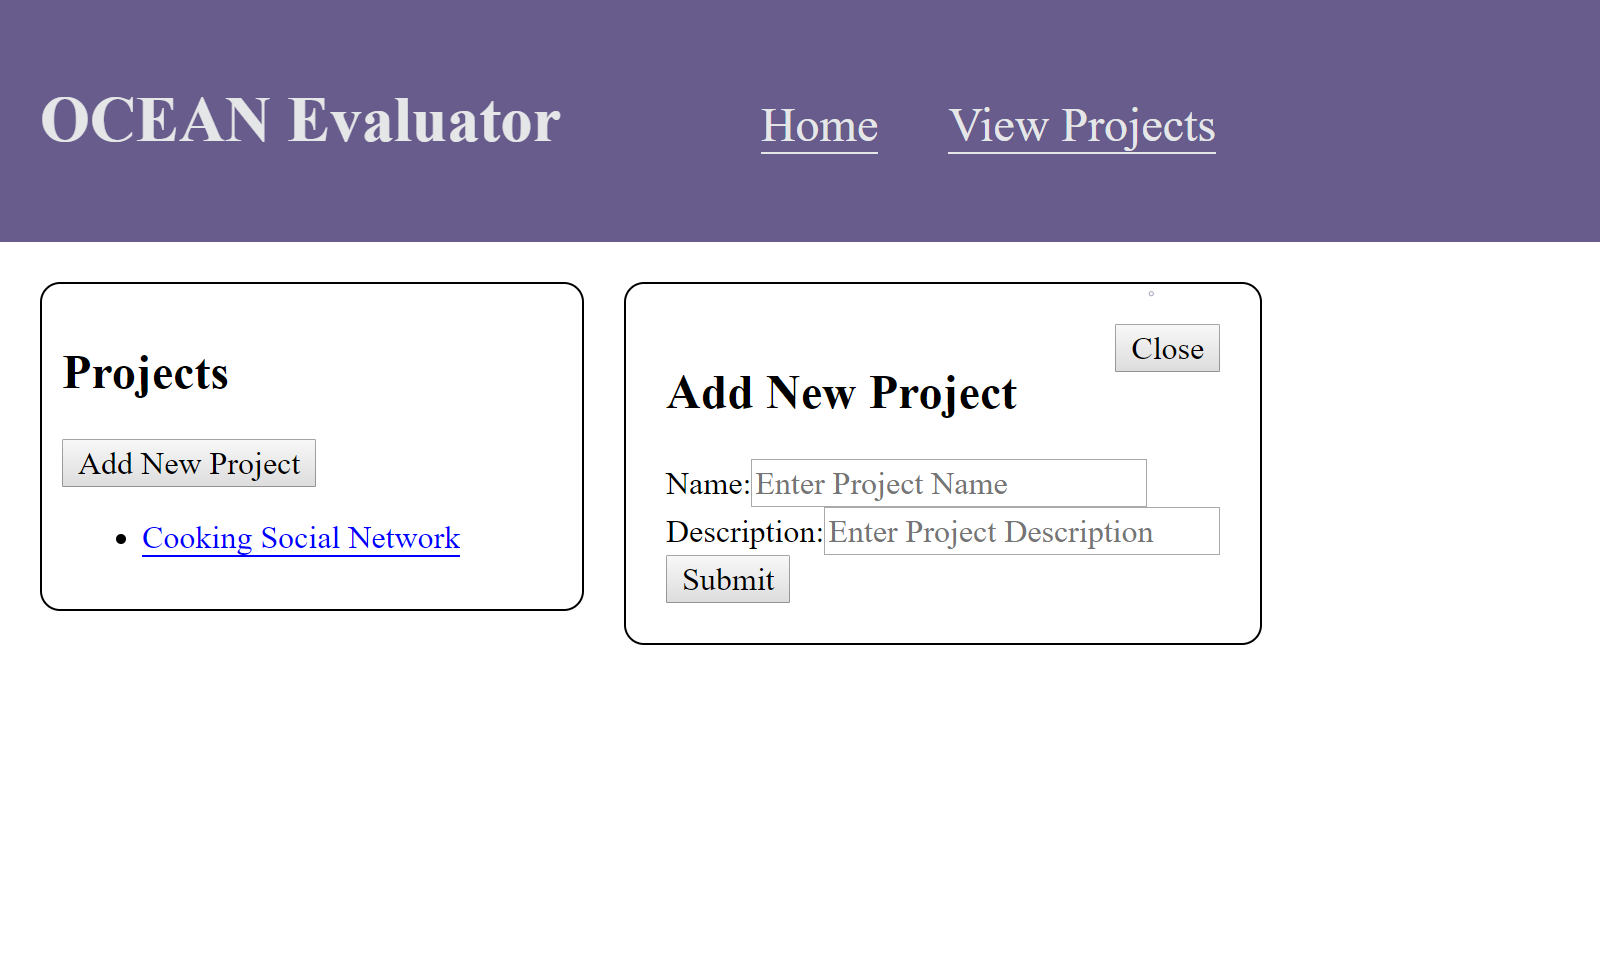 OCEAN Evaluator
Home
View Projects
Projects
Add New Project
Cooking Social Network
Close
Add New Project
Name: Enter Project Name
Description: Enter Project Description
Submit